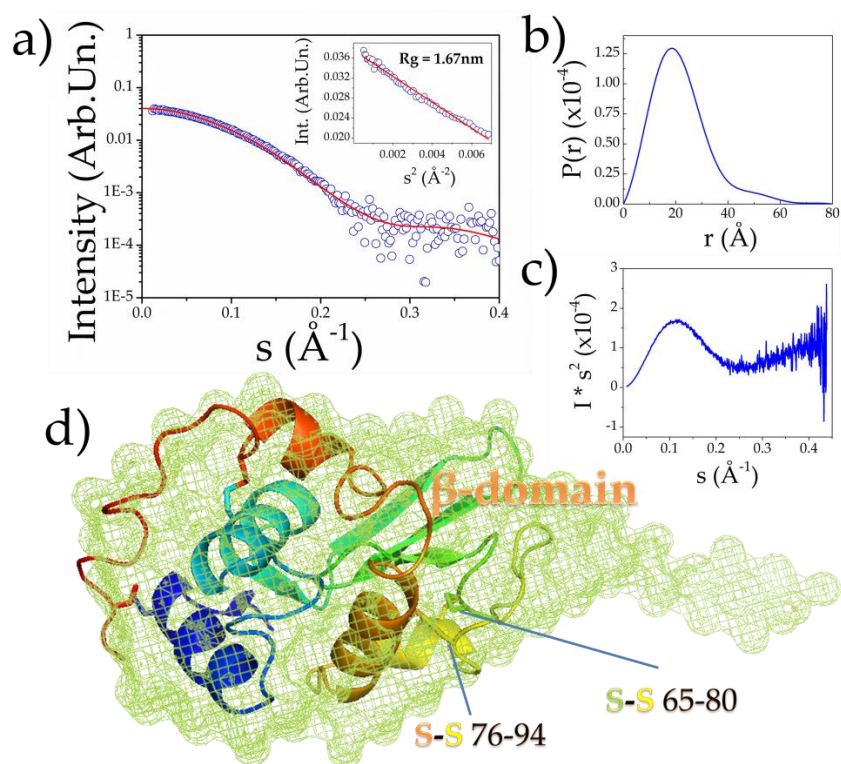 a)
Intensity (Arb.Un.)
1
0.1
0.01
1E-3
1E-4
1E-5
0.0 0.1 0.2 0.3 0.4
s (Å⁻¹)
Int. (Arb.Un.)
0.036
0.032
0.028
0.024
0.020
Rg = 1.67nm
0.002 0.004 0.006
s² (Å⁻²)
b)
P(r) (x10⁻⁴)
1.25
1.00
0.75
0.50
0.25
0.00
0 20 40 60 80
r (Å)
c)
I * s² (x10⁻⁴)
3
2
1
0
-1
0.0 0.1 0.2 0.3 0.4
s (Å⁻¹)
d)
β-domain
S-S 65-80
S-S 76-94